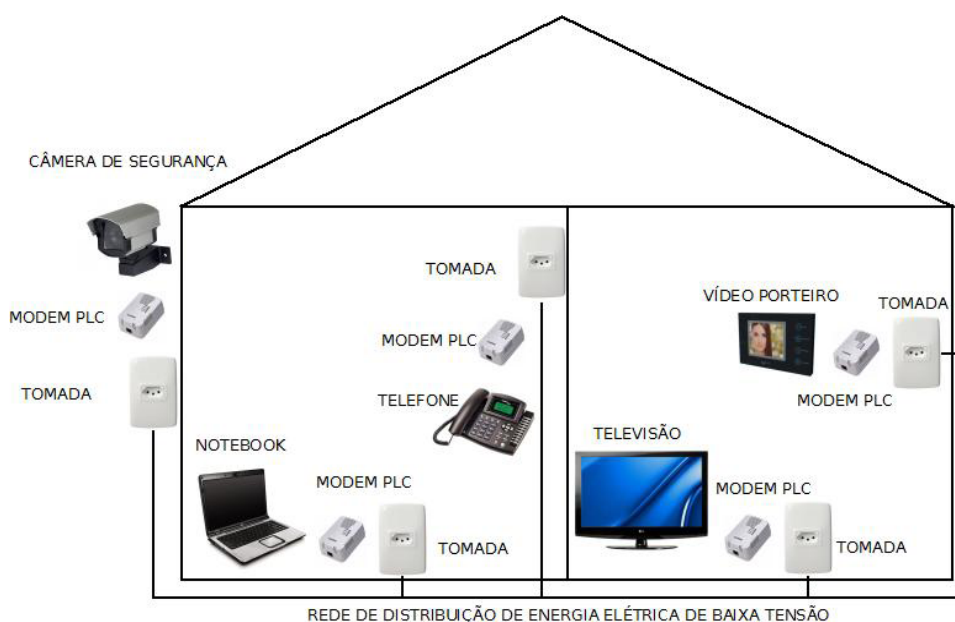 CÂMERA DE SEGURANÇA
TOMADA
VÍDEO PORTEIRO
TOMADA
MODEM PLC
MODEM PLC
TOMADA
TELEFONE
MODEM PLC
NOTEBOOK
TELEVISÃO
MODEM PLC
MODEM PLC
TOMADA
TOMADA
REDE DE DISTRIBUIÇÃO DE ENERGIA ELÉTRICA DE BAIXA TENSÃO